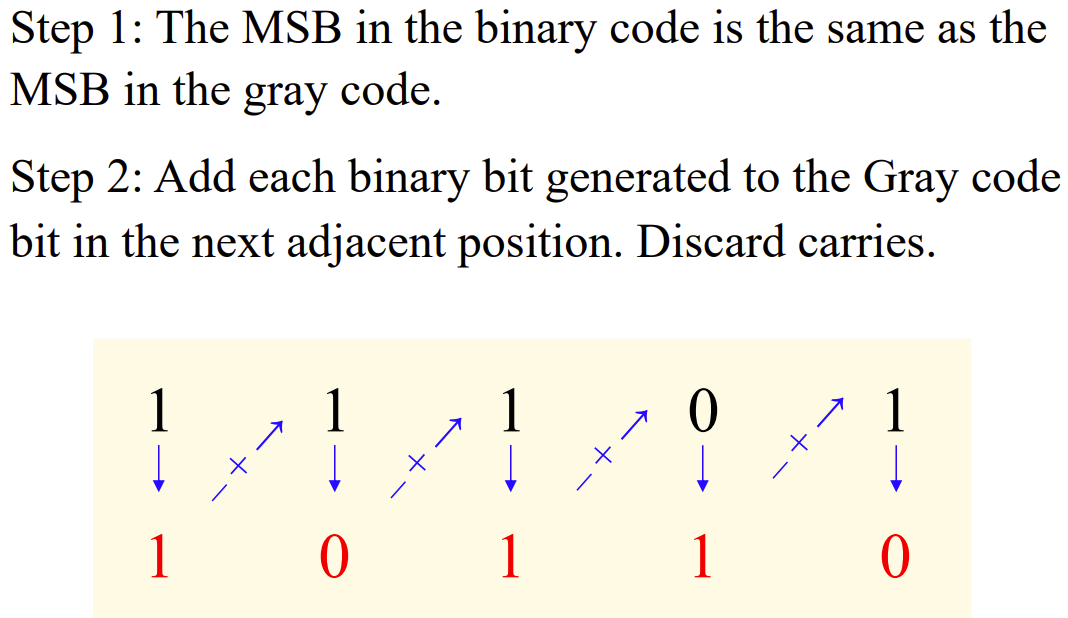 Step 1: The MSB in the binary code is the same as the
MSB in the gray code.
Step 2: Add each binary bit generated to the Gray code
bit in the next adjacent position. Discard carries.
1 1 1 0 1
+ + + +
1 0 1 1 0